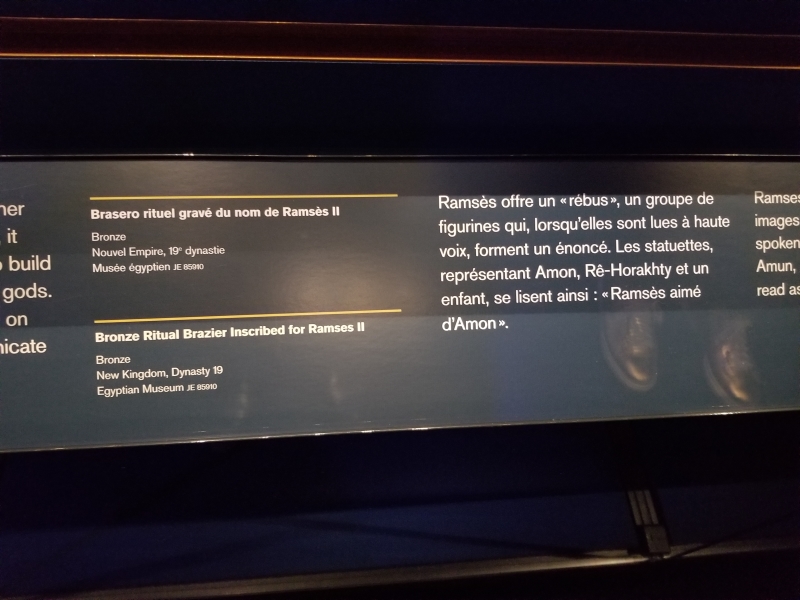 her
it
build
gods.
on
Brasero rituel gravé du nom de Ramsès II
Bronze
Nouvel Empire, 19e dynastie
Musée égyptien JE 85910
Bronze Ritual Brazier Inscribed for Ramses II
Bronze
New Kingdom, Dynasty 19
Egyptian Museum JE 85910
Ramsès offre un « rébus », un groupe de
figurines qui, lorsqu'elles sont lues à haute
voix, forment un énoncé. Les statuettes,
représentant Amon, Rê-Horakhty et un
enfant, se lisent ainsi : « Ramsès aimé
d'Amon ».
Ramses
images
spoken
Amun,
read as